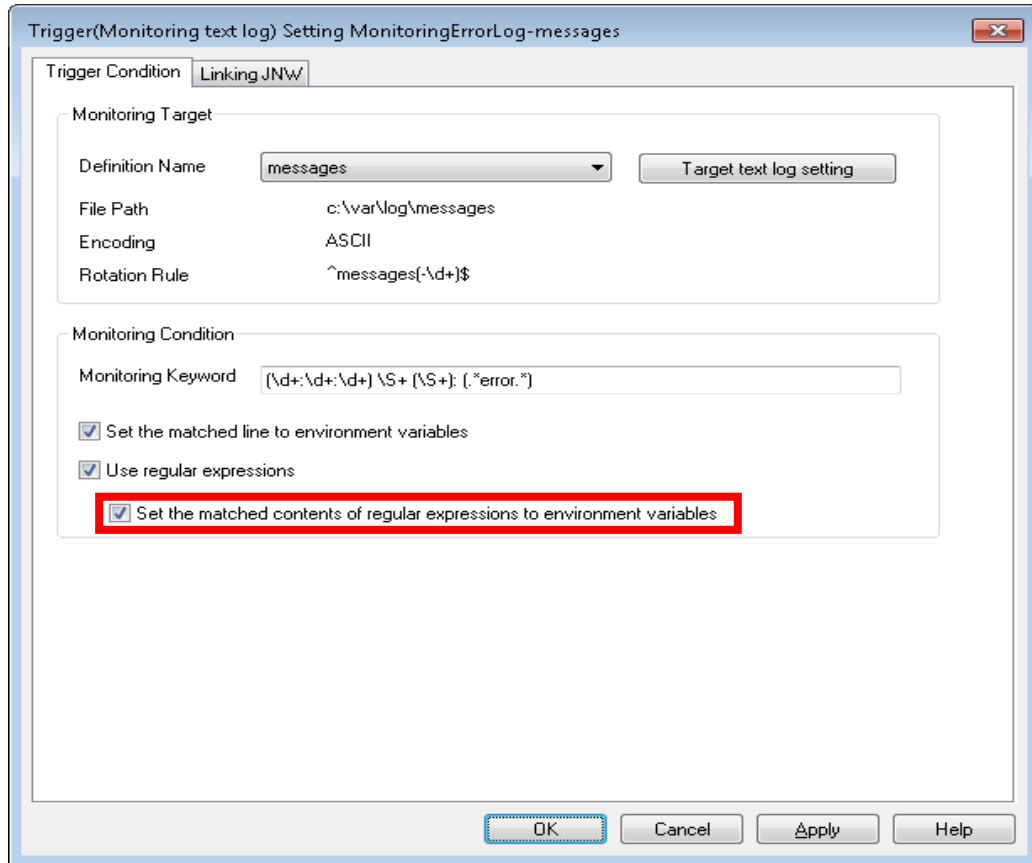 Trigger(Monitoring text log) Setting MonitoringErrorLog-messages
Trigger Condition Linking JNW
Monitoring Target
Definition Name messages Target text log setting
File Path c:\var\log\messages
Encoding ASCII
Rotation Rule ^messages(-\d+)$
Monitoring Condition
Monitoring Keyword (\d+:\d+:\d+) \S+ (\S+): (.*error.*)
Set the matched line to environment variables
Use regular expressions
Set the matched contents of regular expressions to environment variables
OK Cancel Apply Help